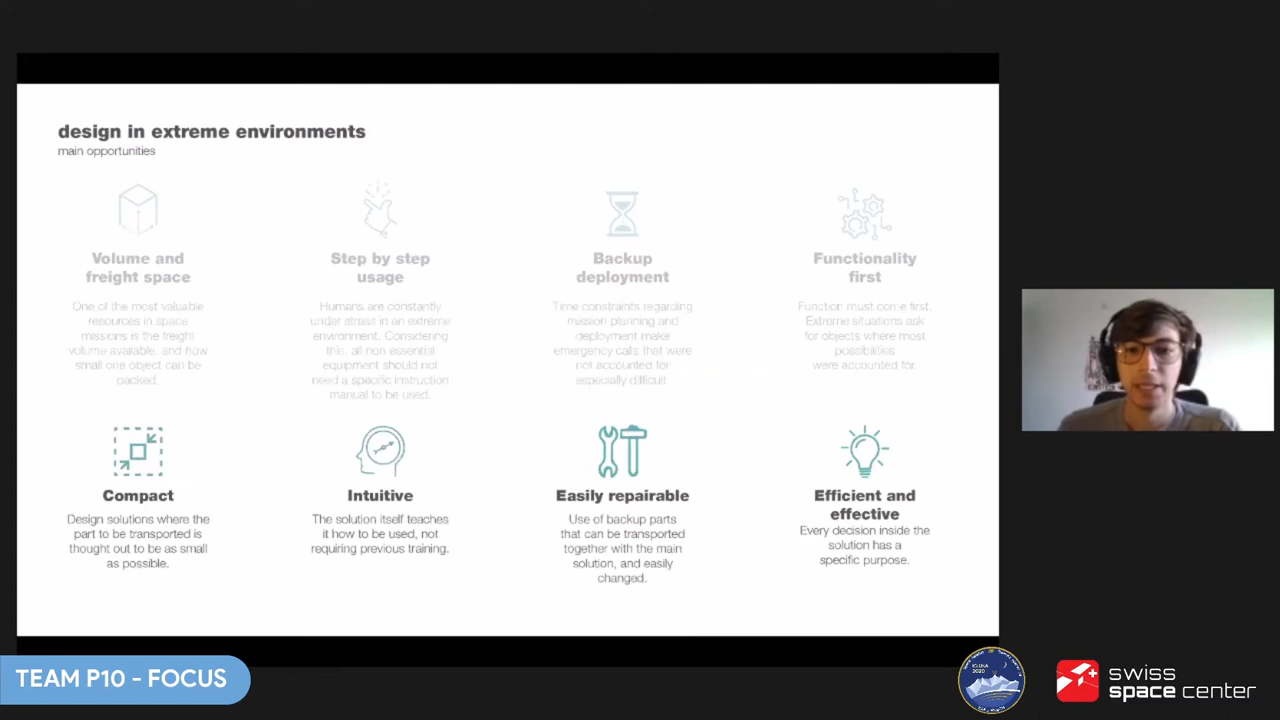 design in extreme environments
main opportunities
Volume and
freight space
One of the most valuable
resources in space
missions is the freight
volume available, and how
small one object can be
packed.
Step by step
usage
Humans are constantly
under stress in an extreme
environment. Considering
this, all non essential
equipment should not
need a specific instruction
manual to be used.
Backup
deployment
Time constraints regarding
mission planning and
deployment make
emergency calls that were
not accounted for
especially difficult.
Functionality
first
Function must come first.
Extreme situations ask
for objects where most
possibilities
were accounted for
Compact
Design solutions where the
part to be transported is
thought out to be as small
as possible.
Intuitive
The solution itself teaches
it how to be used, not
requiring previous training.
Easily repairable
Use of backup parts
that can be transported
together with the main
solution, and easily
changed.
Efficient and
effective
Every decision inside the
solution has a
specific purpose.
TEAM P10 - FOCUS
IGLUNA
2020
swiss
space center